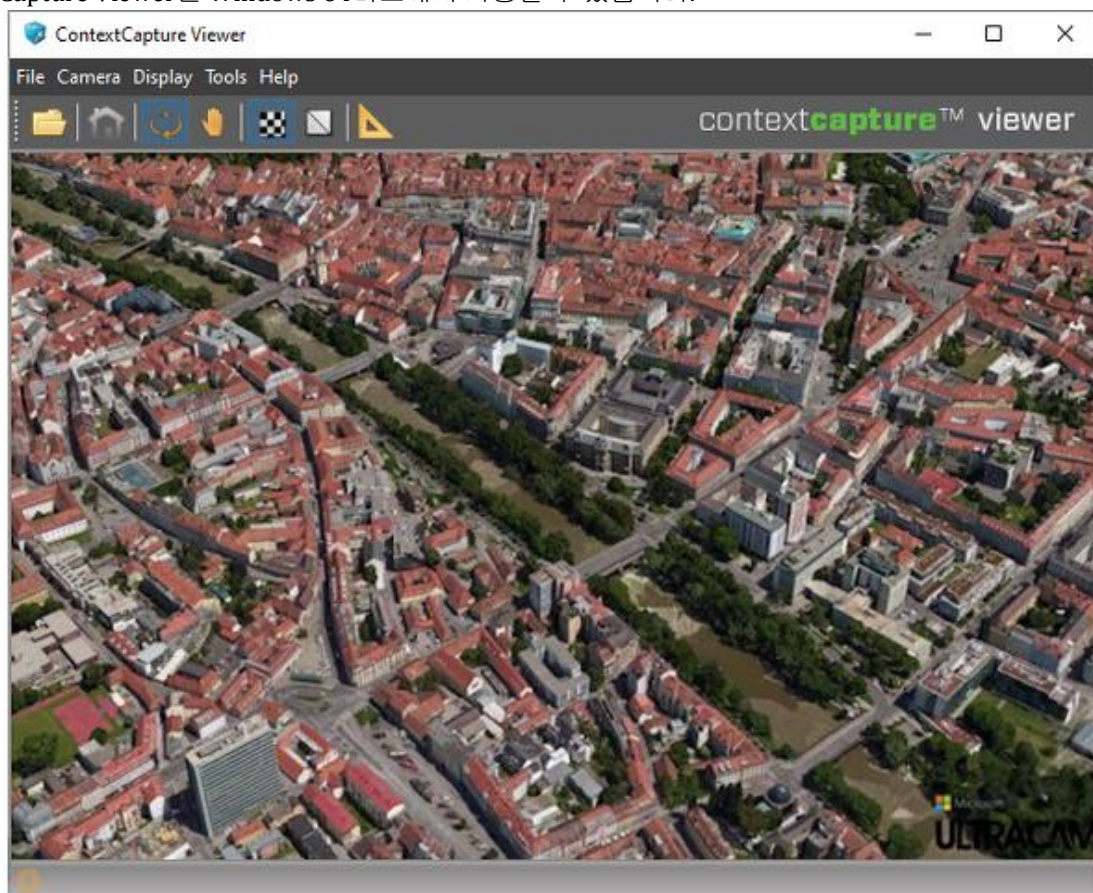 ContextCapture Viewer
File Camera Display Tools Help
contextcapture™ viewer
Microsoft
ULTRACAM